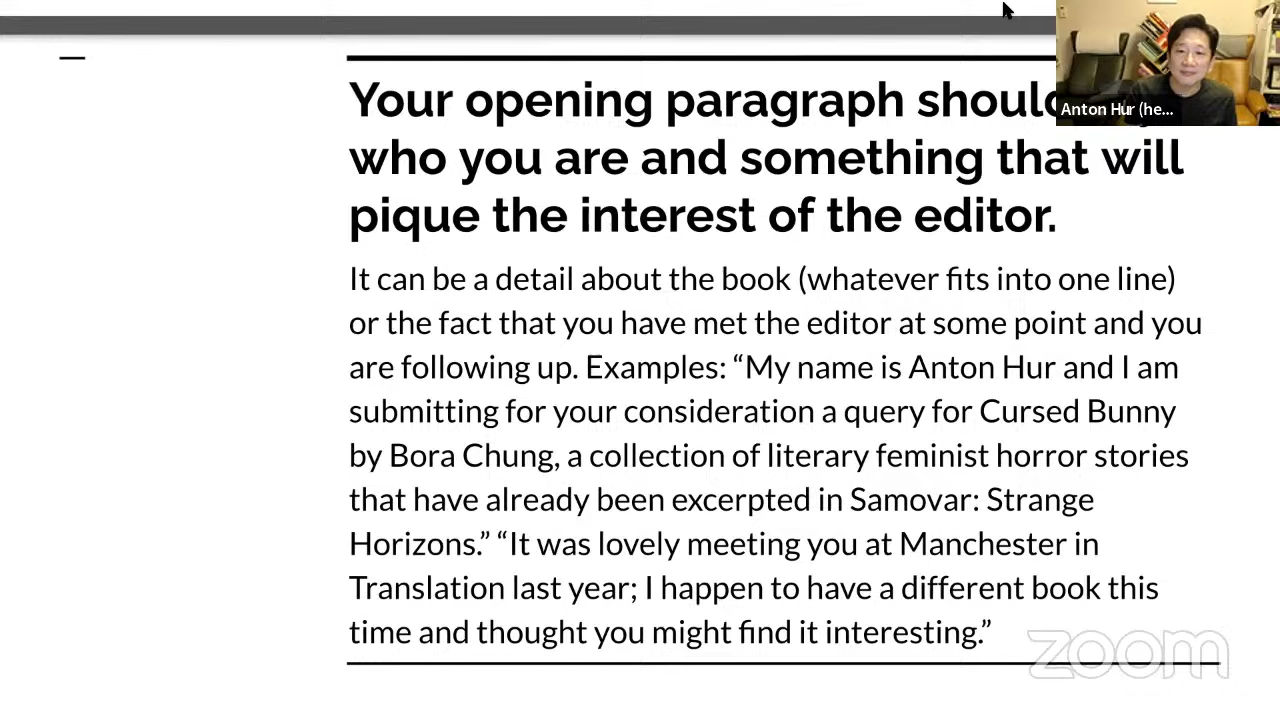 Your opening paragraph should
who you are and something that will
pique the interest of the editor.
It can be a detail about the book (whatever fits into one line)
or the fact that you have met the editor at some point and you
are following up. Examples: “My name is Anton Hur and I am
submitting for your consideration a query for Cursed Bunny
by Bora Chung, a collection of literary feminist horror stories
that have already been excerpted in Samovar: Strange
Horizons.” “It was lovely meeting you at Manchester in
Translation last year; I happen to have a different book this
time and thought you might find it interesting.”
Anton Hur (he...
zoom